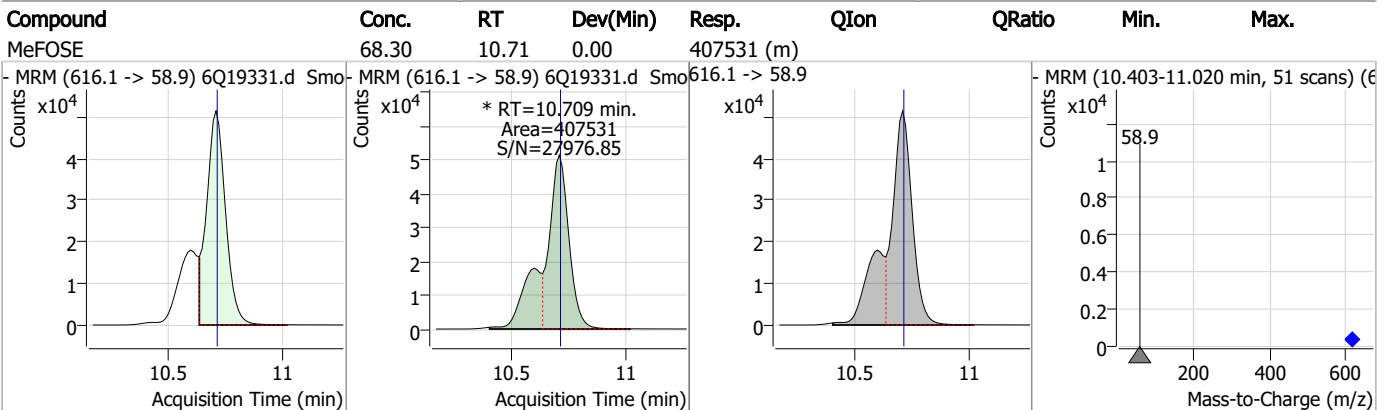 Compound Conc. RT Dev(Min) Resp. QIon QRatio Min. Max.
MeFOSE 68.30 10.71 0.00 407531 (m)
- MRM (616.1 -> 58.9) 6Q19331.d Smo
Counts
x10^4
4
3
2
1
0
10.5 11
Acquisition Time (min)
- MRM (616.1 -> 58.9) 6Q19331.d Smo
Counts
x10^4
* RT=10.709 min.
Area=407531
S/N=27976.85
5
4
3
2
1
0
10.5 11
Acquisition Time (min)
616.1 -> 58.9
x10^4
4
3
2
1
0
10.5 11
Acquisition Time (min)
- MRM (10.403-11.020 min, 51 scans) (6
Counts
x10^4
58.9
1
0.8
0.6
0.4
0.2
0
200 400 600
Mass-to-Charge (m/z)